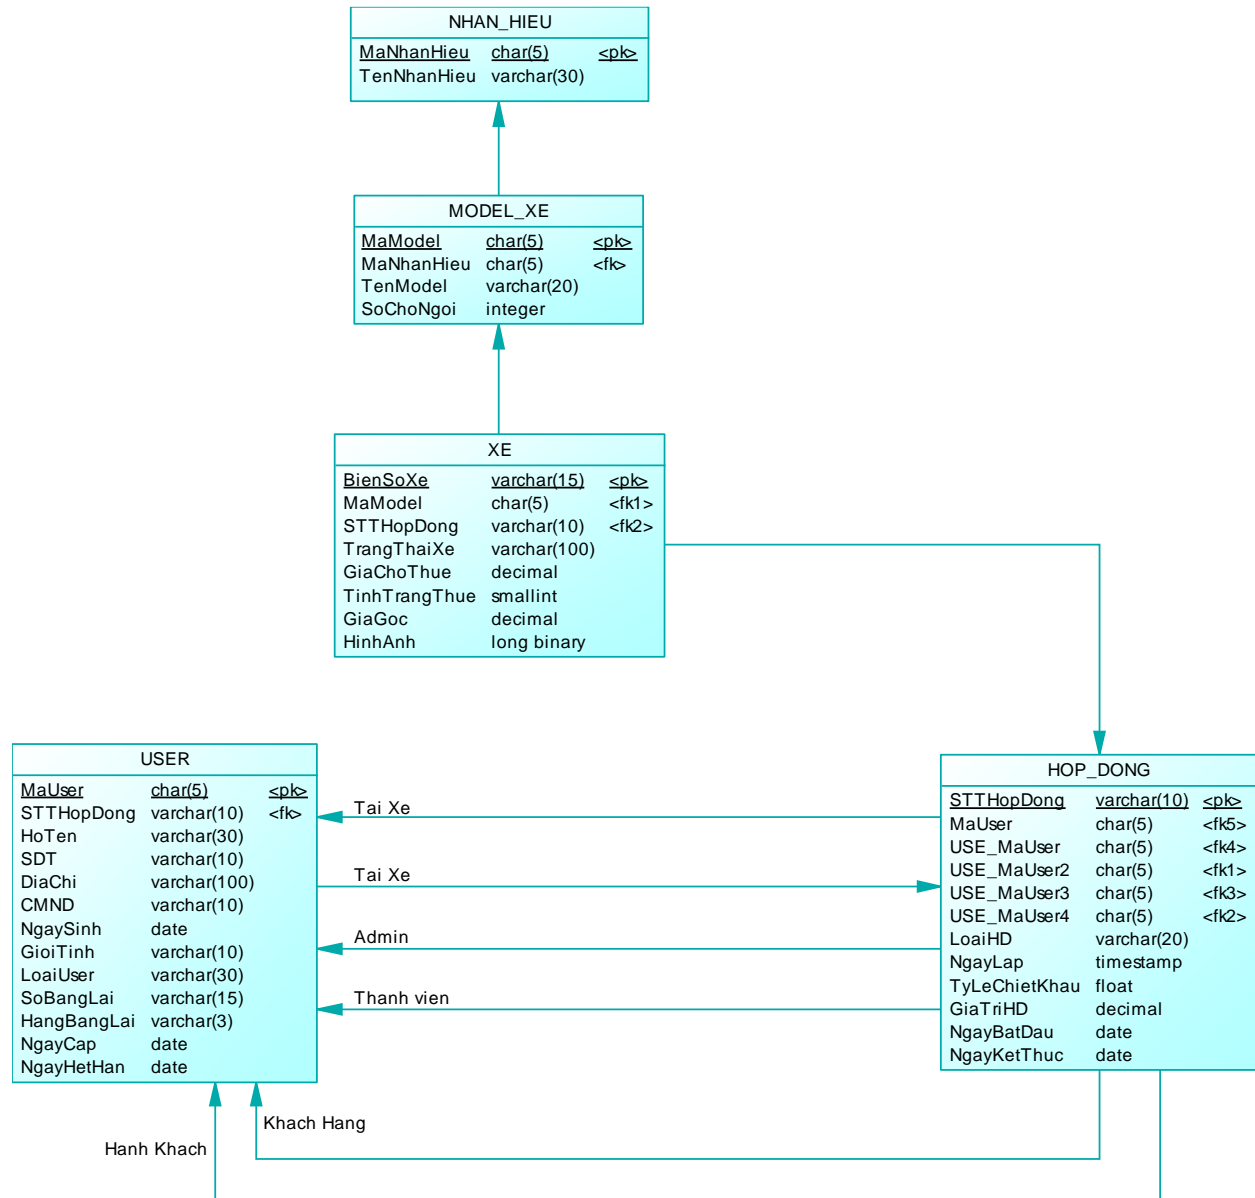 NHAN_HIEU
MaNhanHieu char(5) <pk>
TenNhanHieu varchar(30)
MODEL_XE
MaModel char(5) <pk>
MaNhanHieu char(5) <fk>
TenModel varchar(20)
SoChoNgoi integer
XE
BienSoXe varchar(15) <pk>
MaModel char(5) <fk1>
STTHopDong varchar(10) <fk2>
TrangThaiXe varchar(100)
GiaChoThue decimal
TinhTrangThue smallint
GiaGoc decimal
HinhAnh long binary
USER
MaUser char(5) <pk>
STTHopDong varchar(10) <fk>
HoTen varchar(30)
SDT varchar(10)
DiaChi varchar(100)
CMND varchar(10)
NgaySinh date
GioiTinh varchar(10)
LoaiUser varchar(30)
SoBangLai varchar(15)
HangBangLai varchar(3)
NgayCap date
NgayHetHan date
Tai Xe
Tai Xe
Admin
Thanh vien
HOP_DONG
STTHopDong varchar(10) <pk>
MaUser char(5) <fk5>
USE_MaUser char(5) <fk4>
USE_MaUser2 char(5) <fk1>
USE_MaUser3 char(5) <fk3>
USE_MaUser4 char(5) <fk2>
LoaiHD varchar(20)
NgayLap timestamp
TyLeChietKhau float
GiaTriHD decimal
NgayBatDau date
NgayKetThuc date
Khach Hang
Hanh Khach